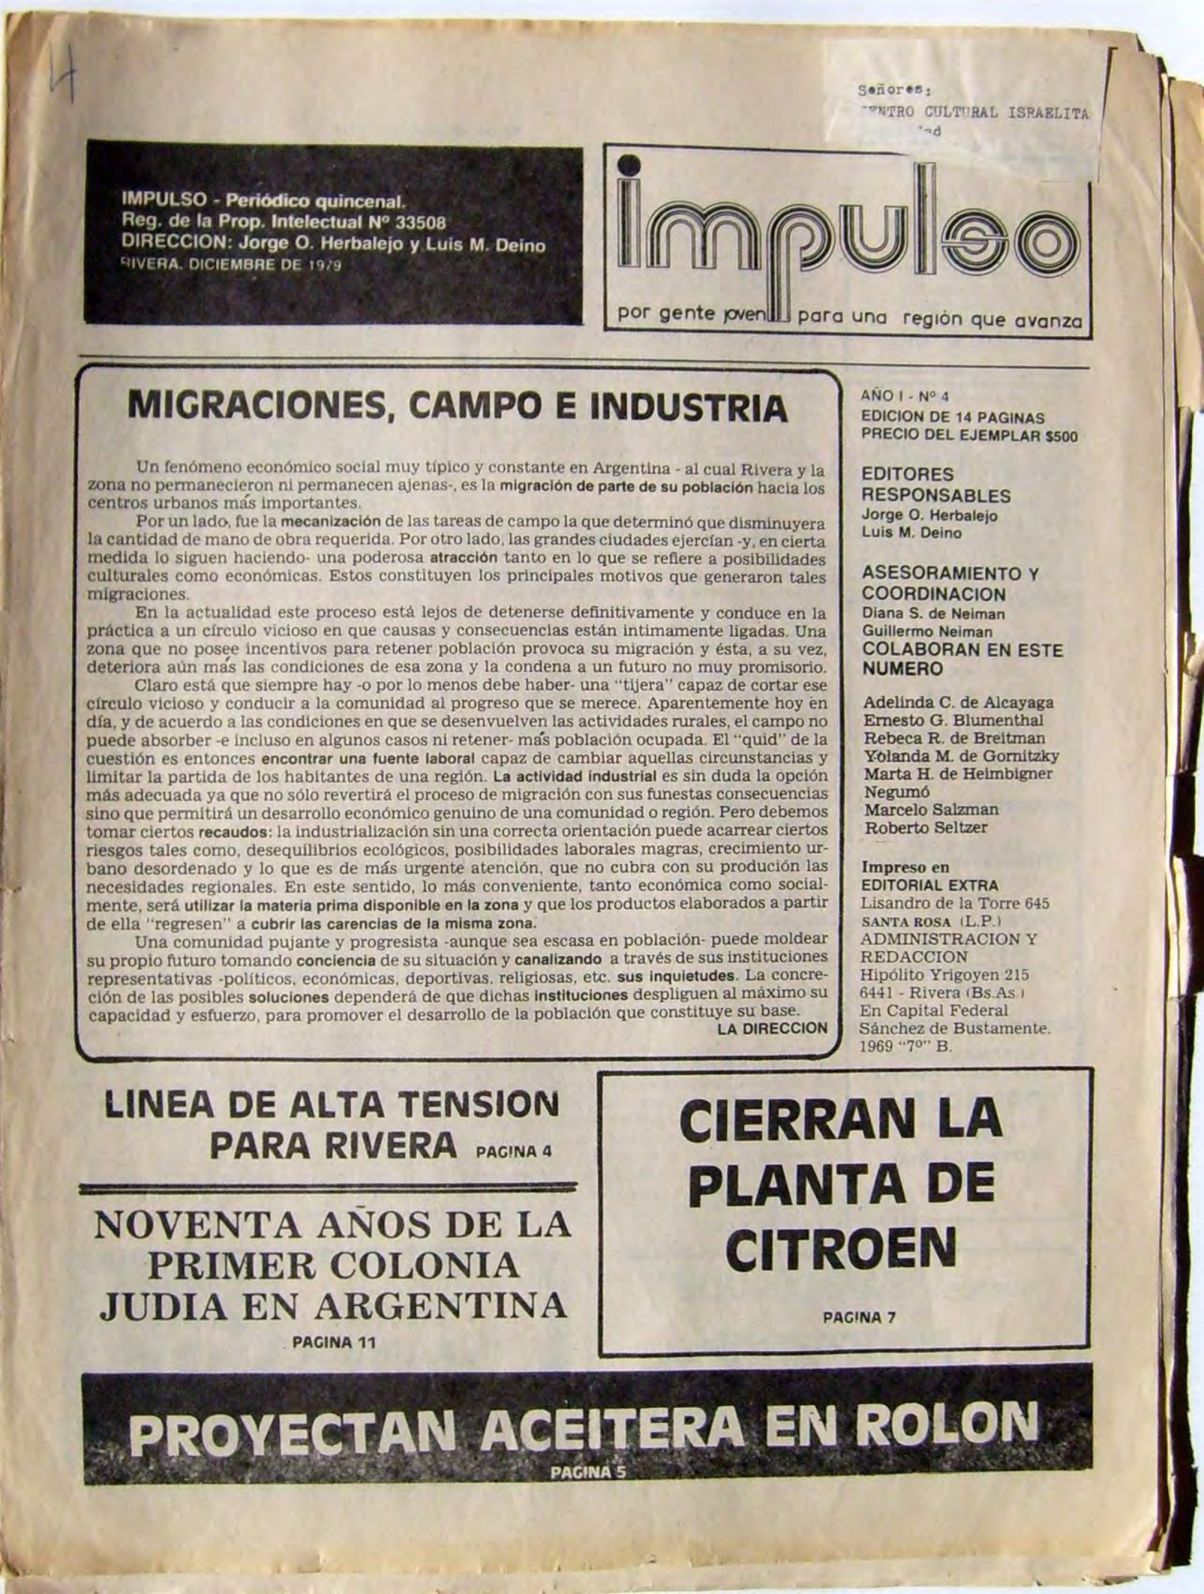 4
Señores:
CENTRO CULTURAL ISRAELITA
IMPULSO - Periódico quincenal.
Reg. de la Prop. Intelectual Nº 33508
DIRECCION: Jorge O. Herbalejo y Luis M. Deino
RIVERA. DICIEMBRE DE 1979
impulso
por gente joven para una región que avanza
MIGRACIONES, CAMPO E INDUSTRIA
Un fenómeno económico social muy típico y constante en Argentina - al cual Rivera y la
zona no permanecieron ni permanecen ajenas-, es la migración de parte de su población hacia los
centros urbanos más importantes.
Por un lado, fue la mecanización de las tareas de campo la que determinó que disminuyera
la cantidad de mano de obra requerida. Por otro lado, las grandes ciudades ejercían -y, en cierta
medida lo siguen haciendo- una poderosa atracción tanto en lo que se refiere a posibilidades
culturales como económicas. Estos constituyen los principales motivos que generaron tales
migraciones.
En la actualidad este proceso está lejos de detenerse definitivamente y conduce en la
práctica a un círculo vicioso en que causas y consecuencias están intimamente ligadas. Una
zona que no posee incentivos para retener población provoca su migración y ésta, a su vez,
deteriora aún más las condiciones de esa zona y la condena a un futuro no muy promisorio.
Claro está que siempre hay -o por lo menos debe haber- una "tijera" capaz de cortar ese
círculo vicioso y conducir a la comunidad al progreso que se merece. Aparentemente hoy en
día, y de acuerdo a las condiciones en que se desenvuelven las actividades rurales, el campo no
puede absorber -e incluso en algunos casos ni retener- más población ocupada. El "quid" de la
cuestión es entonces encontrar una fuente laboral capaz de cambiar aquellas circunstancias y
limitar la partida de los habitantes de una región. La actividad industrial es sin duda la opción
más adecuada ya que no sólo revertirá el proceso de migración con sus funestas consecuencias
sino que permitirá un desarrollo económico genuino de una comunidad o región. Pero debemos
tomar ciertos recaudos: la industrialización sin una correcta orientación puede acarrear ciertos
riesgos tales como, desequilibrios ecológicos, posibilidades laborales magras, crecimiento ur-
bano desordenado y lo que es de más urgente atención, que no cubra con su produción las
necesidades regionales. En este sentido, lo más conveniente, tanto económica como social-
mente, será utilizar la materia prima disponible en la zona y que los productos elaborados a partir
de ella "regresen" a cubrir las carencias de la misma zona.
Una comunidad pujante y progresista -aunque sea escasa en población- puede moldear
su propio futuro tomando conciencia de su situación y canalizando a través de sus instituciones
representativas -políticos, económicas, deportivas, religiosas, etc. sus inquietudes. La concre-
ción de las posibles soluciones dependerá de que dichas instituciones desplieguen al máximo su
capacidad y esfuerzo, para promover el desarrollo de la población que constituye su base.
LA DIRECCION
AÑO I - Nº 4
EDICION DE 14 PAGINAS
PRECIO DEL EJEMPLAR $500
EDITORES
RESPONSABLES
Jorge O. Herbalejo
Luis M. Deino
ASESORAMIENTO Y
COORDINACION
Diana S. de Neiman
Guillermo Neiman
COLABORAN EN ESTE
NUMERO
Adelinda C. de Alcayaga
Ernesto G. Blumenthal
Rebeca R. de Breitman
Yolanda M. de Gornitzky
Marta H. de Heimbigner
Negumó
Marcelo Salzman
Roberto Seltzer
Impreso en
EDITORIAL EXTRA
Lisandro de la Torre 645
SANTA ROSA (L.P.)
ADMINISTRACION Y
REDACCION
Hipólito Yrigoyen 215
6441 - Rivera (Bs.As.)
En Capital Federal
Sánchez de Bustamente.
1969 "7º" B.
LINEA DE ALTA TENSION
PARA RIVERA PAGINA 4
NOVENTA AÑOS DE LA
PRIMER COLONIA
JUDIA EN ARGENTINA
PAGINA 11
CIERRAN LA
PLANTA DE
CITROEN
PAGINA 7
PROYECTAN ACEITERA EN ROLON
PAGINA 5